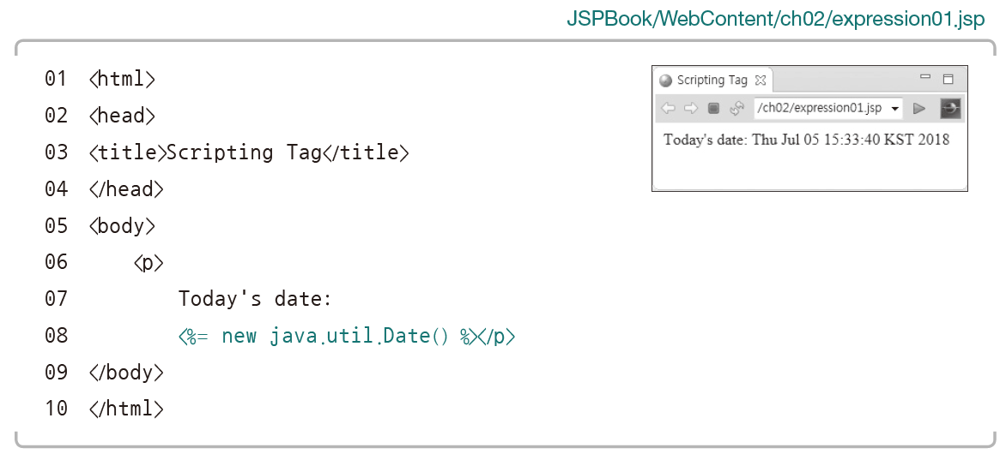 JSPBook/WebContent/ch02/expression01.jsp
01 <html>
02 <head>
03 <title>Scripting Tag</title>
04 </head>
05 <body>
06 <p>
07 Today's date:
08 <%= new java.util.Date() %></p>
09 </body>
10 </html>
Scripting Tag
/ch02/expression01.jsp
Today's date: Thu Jul 05 15:33:40 KST 2018